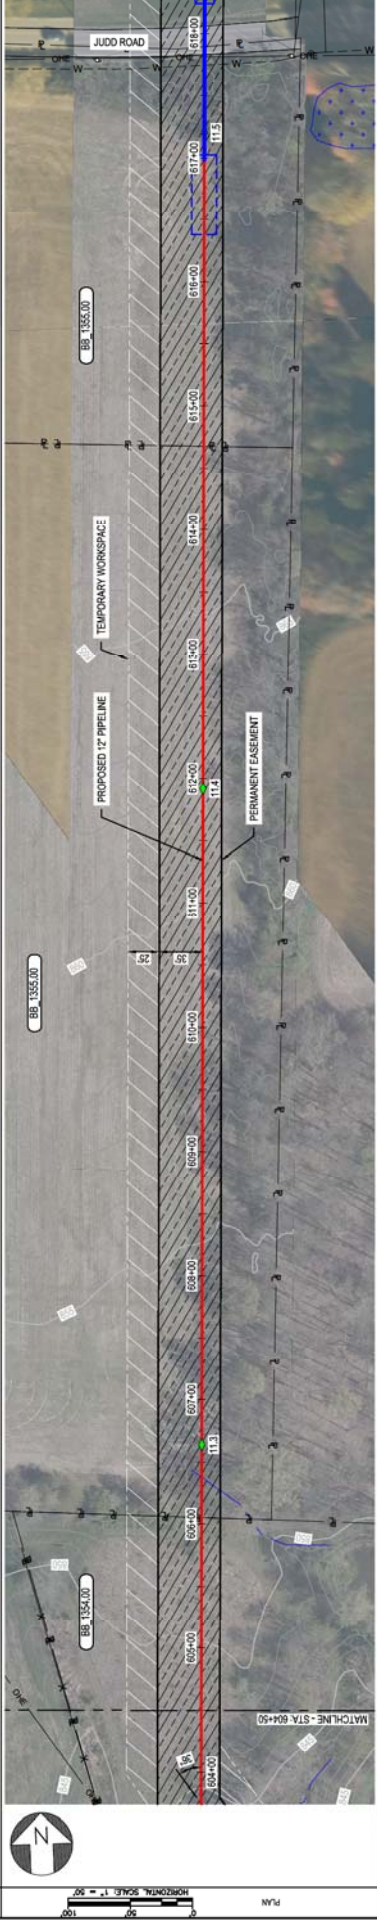 618+00
JUDD ROAD
OHE
OHE
W
W
W
617+00
11.5
616+00
BB_1355.00
615+00
614+00
TEMPORARY WORKSPACE
613+00
PROPOSED 12" PIPELINE
612+00
11.4
PERMANENT EASEMENT
611+00
BB_1355.00
25'
35'
610+00
609+00
608+00
607+00
11.3
606+00
BB_1354.00
605+00
OHE
MATCHLINE - STA: 604+50
604+00
N
HORIZONTAL SCALE: 1" = 50'
0
50'
100'
PLAN